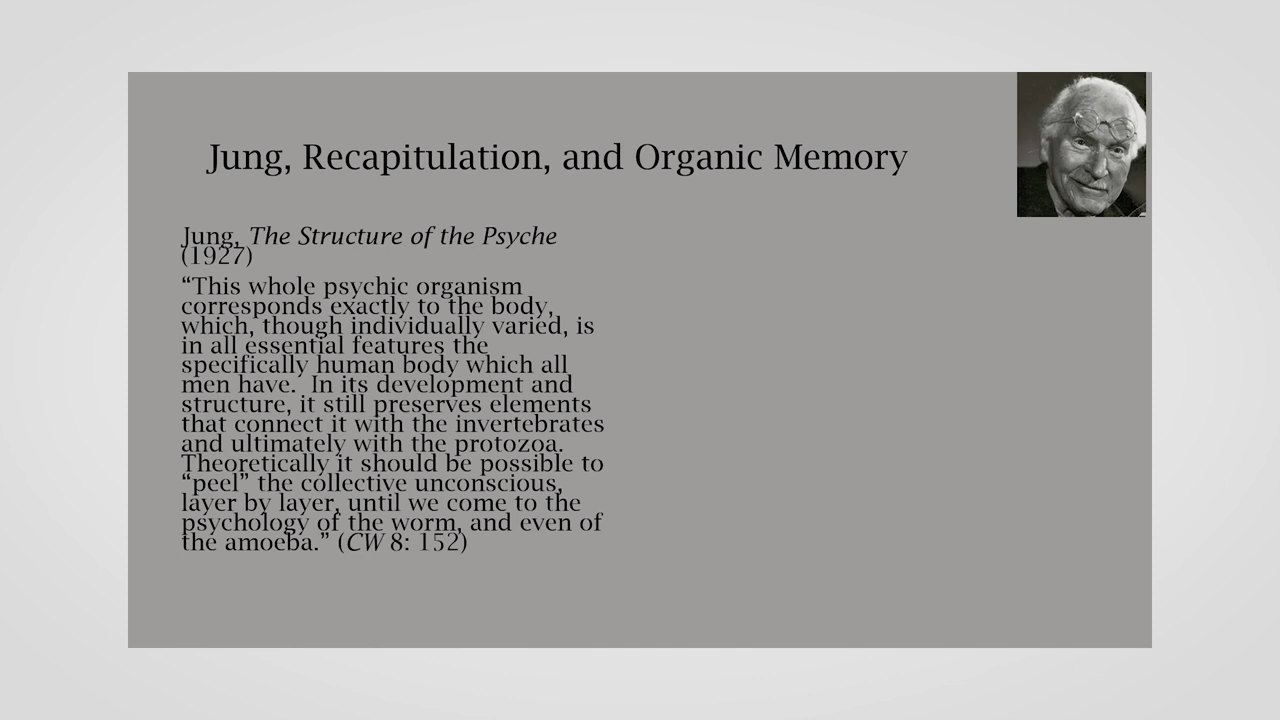 Jung, Recapitulation, and Organic Memory
Jung, The Structure of the Psyche
(1927)
“This whole psychic organism
corresponds exactly to the body,
which, though individually varied, is
in all essential features the
specifically human body which all
men have.  In its development and
structure, it still preserves elements
that connect it with the invertebrates
and ultimately with the protozoa.
Theoretically it should be possible to
“peel” the collective unconscious,
layer by layer, until we come to the
psychology of the worm, and even of
the amoeba.” (CW 8: 152)